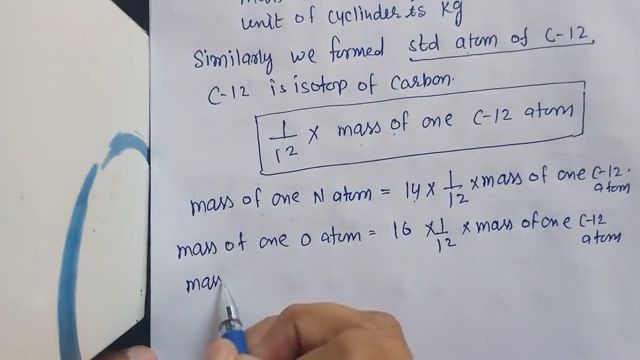 unit of cyclinder is Kg
Similarly we formed std atom of C-12.
C-12 is isotop of Carbon.
1/12 × mass of one C-12 atom
mass of one N atom = 14 × 1/12 × mass of one C-12 atom
mass of one O atom = 16 × 1/12 × mass of one C-12 atom
mas